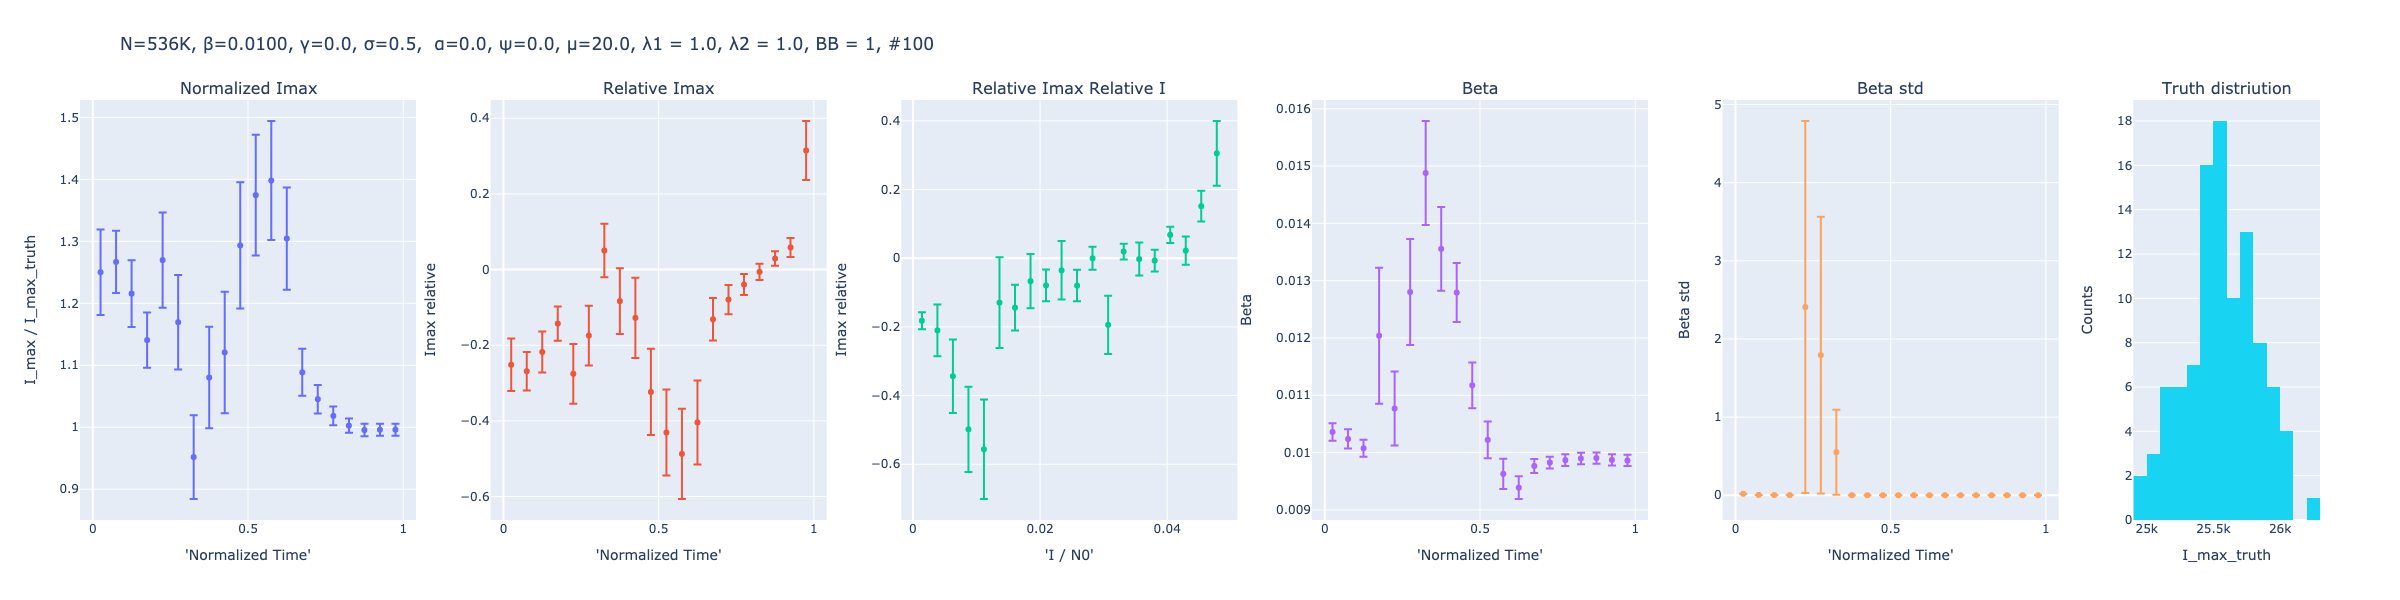 N=536K, β=0.0100, γ=0.0, σ=0.5,  α=0.0, ψ=0.0, μ=20.0, λ1 = 1.0, λ2 = 1.0, BB = 1, #100
Normalized Imax
I_max / I_max_truth
1.5
1.4
1.3
1.2
1.1
1
0.9
0
0.5
1
'Normalized Time'
Relative Imax
Imax relative
0.4
0.2
0
−0.2
−0.4
−0.6
0
0.5
1
'Normalized Time'
Relative Imax Relative I
Imax relative
0.4
0.2
0
−0.2
−0.4
−0.6
0
0.02
0.04
'I / N0'
Beta
Beta
0.016
0.015
0.014
0.013
0.012
0.011
0.01
0.009
0
0.5
1
'Normalized Time'
Beta std
Beta std
5
4
3
2
1
0
0
0.5
1
'Normalized Time'
Truth distriution
Counts
18
16
14
12
10
8
6
4
2
0
25k
25.5k
26k
I_max_truth